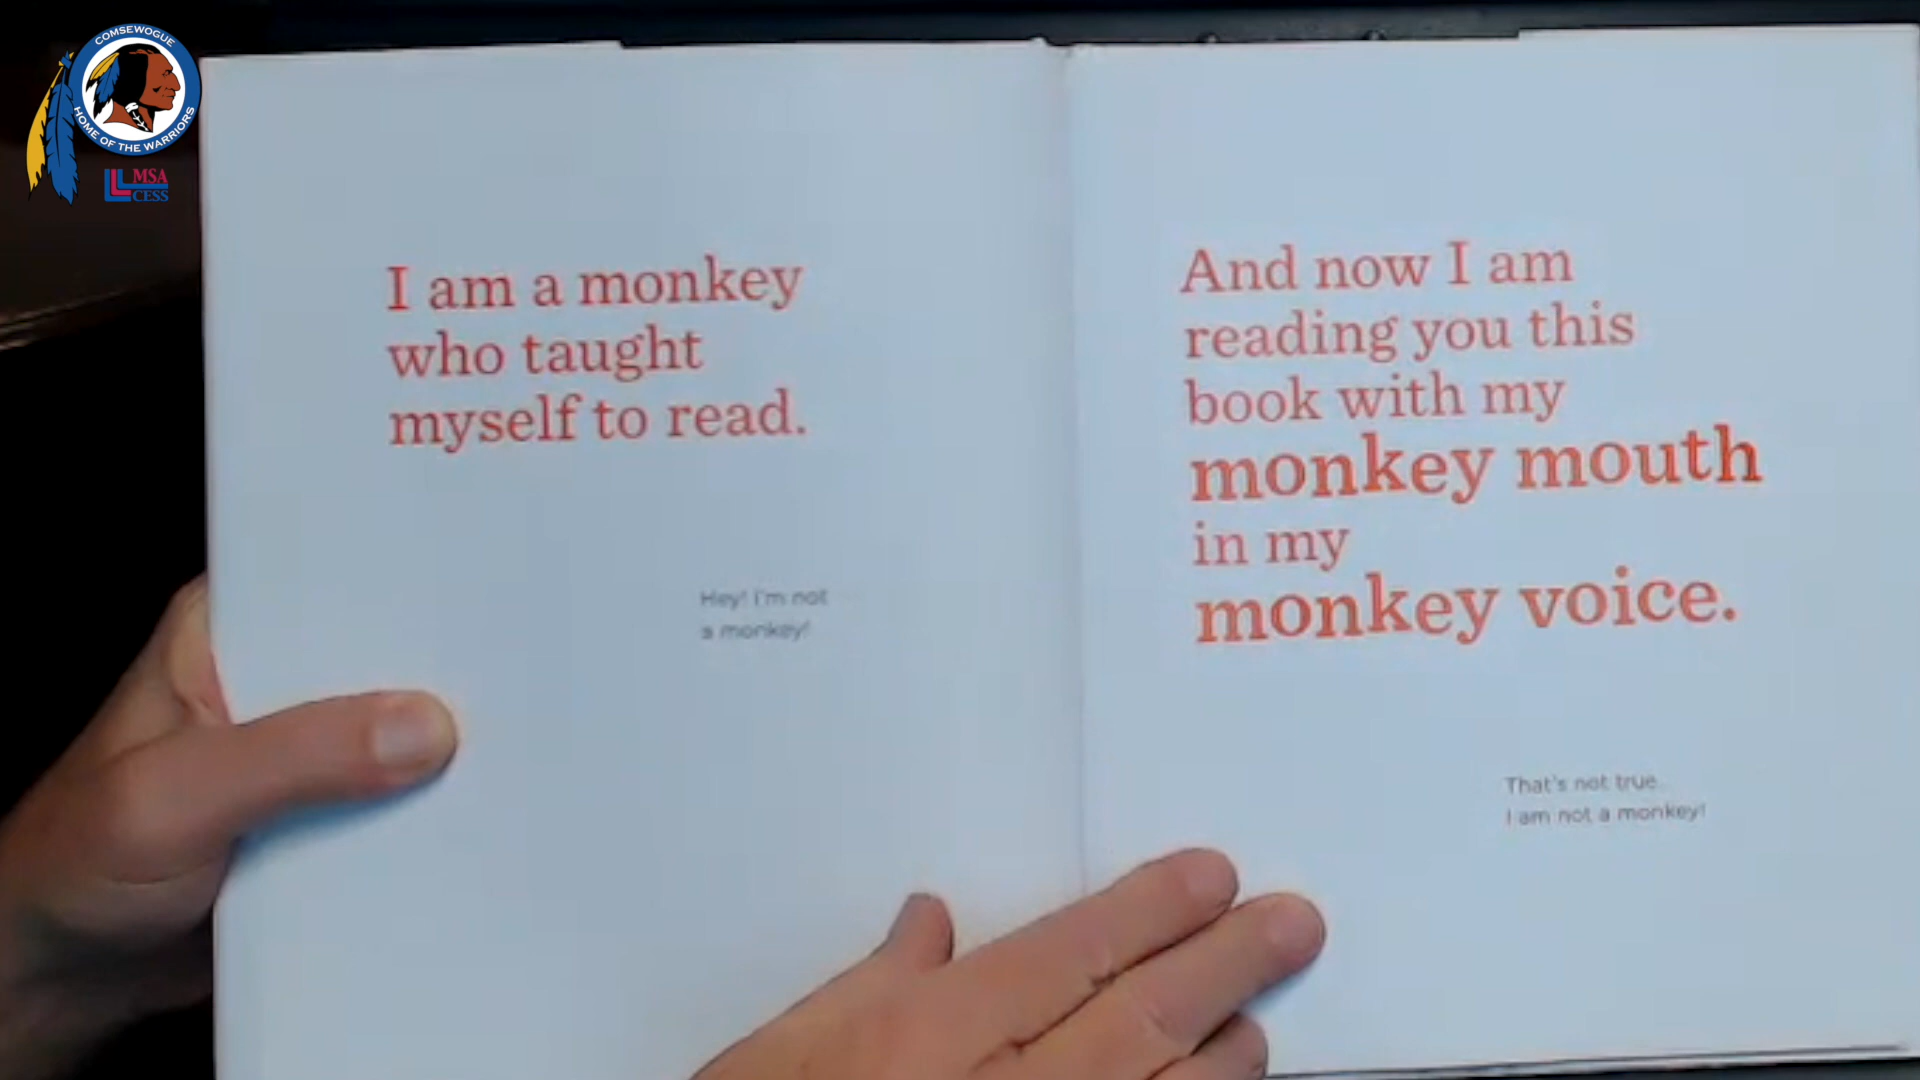 COMSEWOGUE
HOME OF THE WARRIORS
MSA
CESS
I am a monkey
who taught
myself to read.
Hey! I'm not
a monkey!
And now I am
reading you this
book with my
monkey mouth
in my
monkey voice.
That's not true.
I am not a monkey!